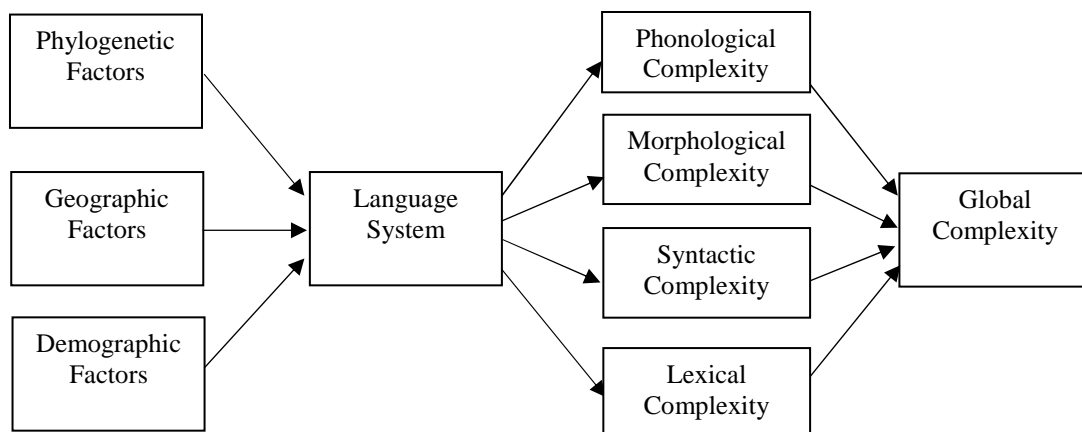 Phylogenetic
Factors
Geographic
Factors
Demographic
Factors
Language
System
Phonological
Complexity
Morphological
Complexity
Syntactic
Complexity
Lexical
Complexity
Global
Complexity